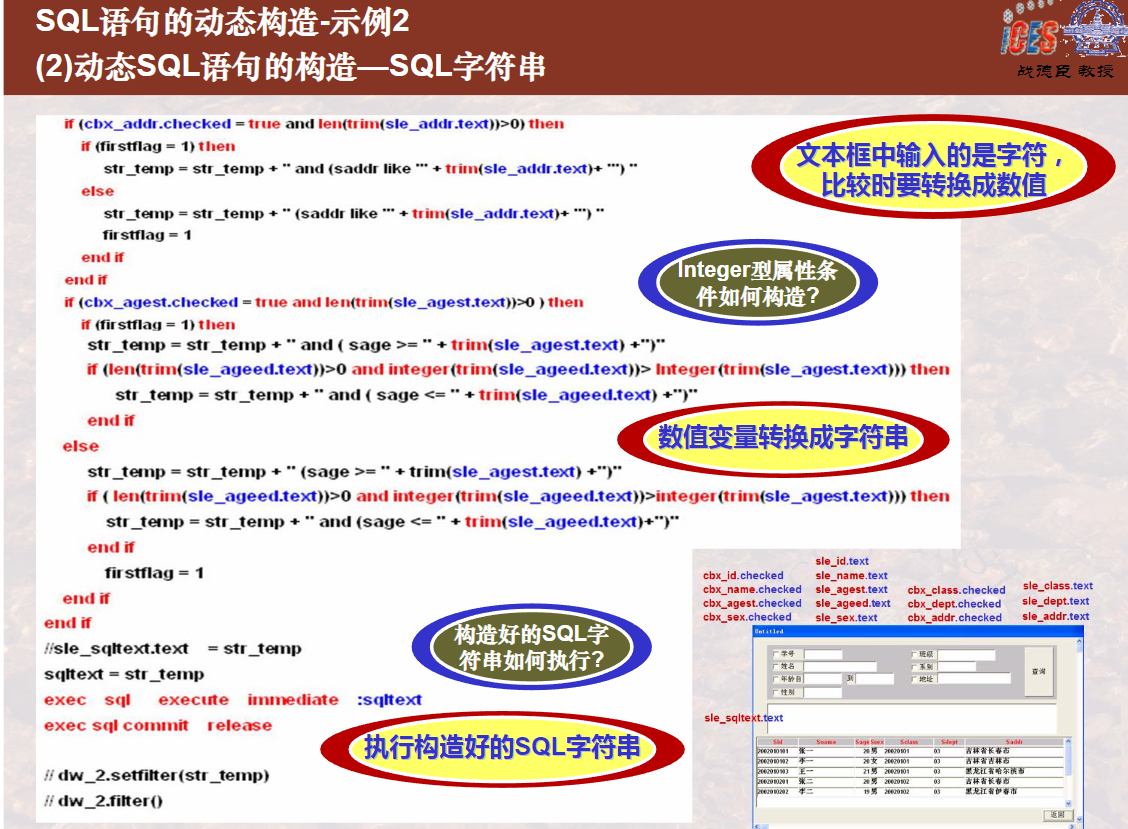 SQL语句的动态构造-示例2
(2)动态SQL语句的构造—SQL字符串
iCES
战德臣 教授
if (cbx_addr.checked = true and len(trim(sle_addr.text))>0) then
if (firstflag = 1) then
str_temp = str_temp + " and (saddr like '" + trim(sle_addr.text)+ "') "
else
str_temp = str_temp + " (saddr like '" + trim(sle_addr.text)+ "') "
firstflag = 1
end if
end if
if (cbx_agest.checked = true and len(trim(sle_agest.text))>0 ) then
if (firstflag = 1) then
str_temp = str_temp + " and ( sage >= " + trim(sle_agest.text) +")"
if (len(trim(sle_ageed.text))>0 and integer(trim(sle_ageed.text))> Integer(trim(sle_agest.text))) then
str_temp = str_temp + " and ( sage <= " + trim(sle_ageed.text) +")"
end if
else
str_temp = str_temp + " (sage >= " + trim(sle_agest.text) +")"
if ( len(trim(sle_ageed.text))>0 and integer(trim(sle_ageed.text))>integer(trim(sle_agest.text))) then
str_temp = str_temp + " and (sage <= " + trim(sle_ageed.text)+")"
end if
firstflag = 1
end if
end if
//sle_sqltext.text = str_temp
sqltext = str_temp
exec sql execute immediate :sqltext
exec sql commit release
// dw_2.setfilter(str_temp)
// dw_2.filter()
文本框中输入的是字符，
比较时要转换成数值
Integer型属性条
件如何构造?
数值变量转换成字符串
构造好的SQL字
符串如何执行?
执行构造好的SQL字符串
sle_id.text
cbx_id.checked sle_name.text
cbx_name.checked sle_agest.text cbx_class.checked sle_class.text
cbx_agest.checked sle_ageed.text cbx_dept.checked sle_dept.text
cbx_sex.checked sle_sex.text cbx_addr.checked sle_addr.text
Untitled
学号 班级
姓名 系别 查询
年龄自 到 地址
性别
sle_sqltext.text
Sid Sname Sage Ssex Sclass Sdept Saddr
2002010101 张一 20 男 20020101 03 吉林省长春市
2002010102 李一 20 女 20020101 03 吉林省吉林市
2002010103 王一 21 男 20020101 03 黑龙江省哈尔滨市
2002010201 张二 20 男 20020102 03 吉林省长春市
2002010202 李二 19 男 20020102 03 黑龙江省伊春市
返回